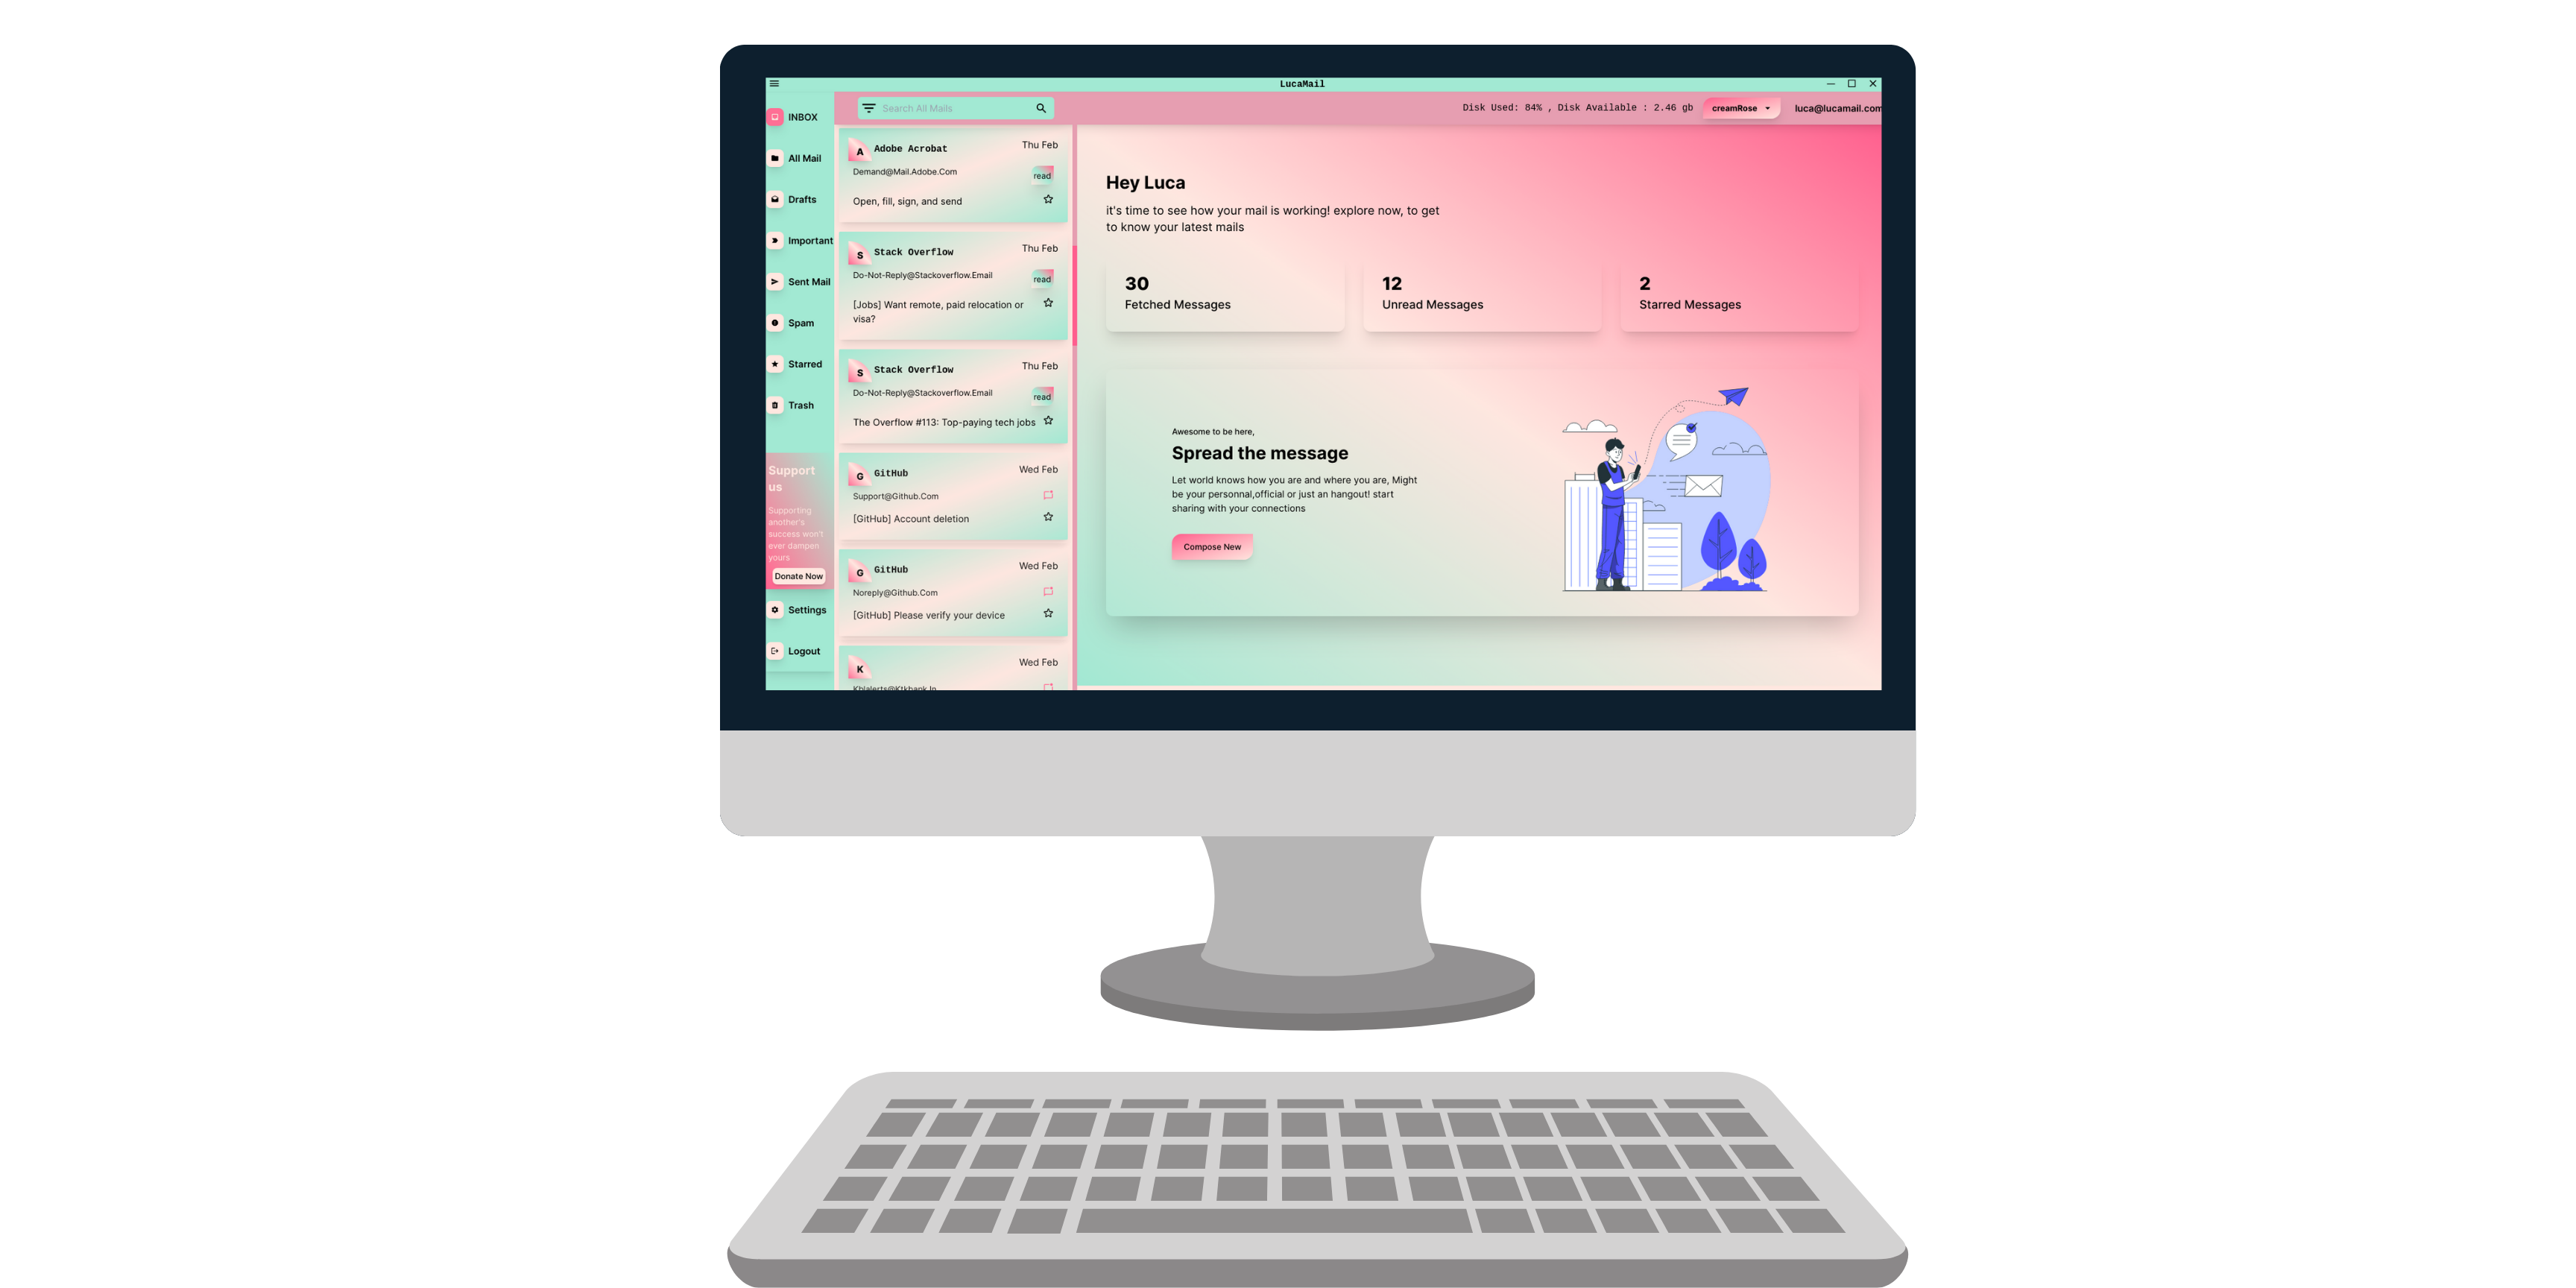 LucaMail
Search All Mails
Disk Used: 84% , Disk Available : 2.46 gb
creamRose
luca@lucamail.com
INBOX
All Mail
Drafts
Important
Sent Mail
Spam
Starred
Trash
Support
us
Supporting
another's
success won't
ever dampen
yours
Donate Now
Settings
Logout
A Adobe Acrobat Thu Feb
Demand@Mail.Adobe.Com read
Open, fill, sign, and send
S Stack Overflow Thu Feb
Do-Not-Reply@Stackoverflow.Email read
[Jobs] Want remote, paid relocation or
visa?
S Stack Overflow Thu Feb
Do-Not-Reply@Stackoverflow.Email read
The Overflow #113: Top-paying tech jobs
G GitHub Wed Feb
Support@Github.Com
[GitHub] Account deletion
G GitHub Wed Feb
Noreply@Github.Com
[GitHub] Please verify your device
K Wed Feb
Kblalerts@Ktkbank.In
Hey Luca
it's time to see how your mail is working! explore now, to get
to know your latest mails
30
Fetched Messages
12
Unread Messages
2
Starred Messages
Awesome to be here,
Spread the message
Let world knows how you are and where you are, Might
be your personnal,official or just an hangout! start
sharing with your connections
Compose New